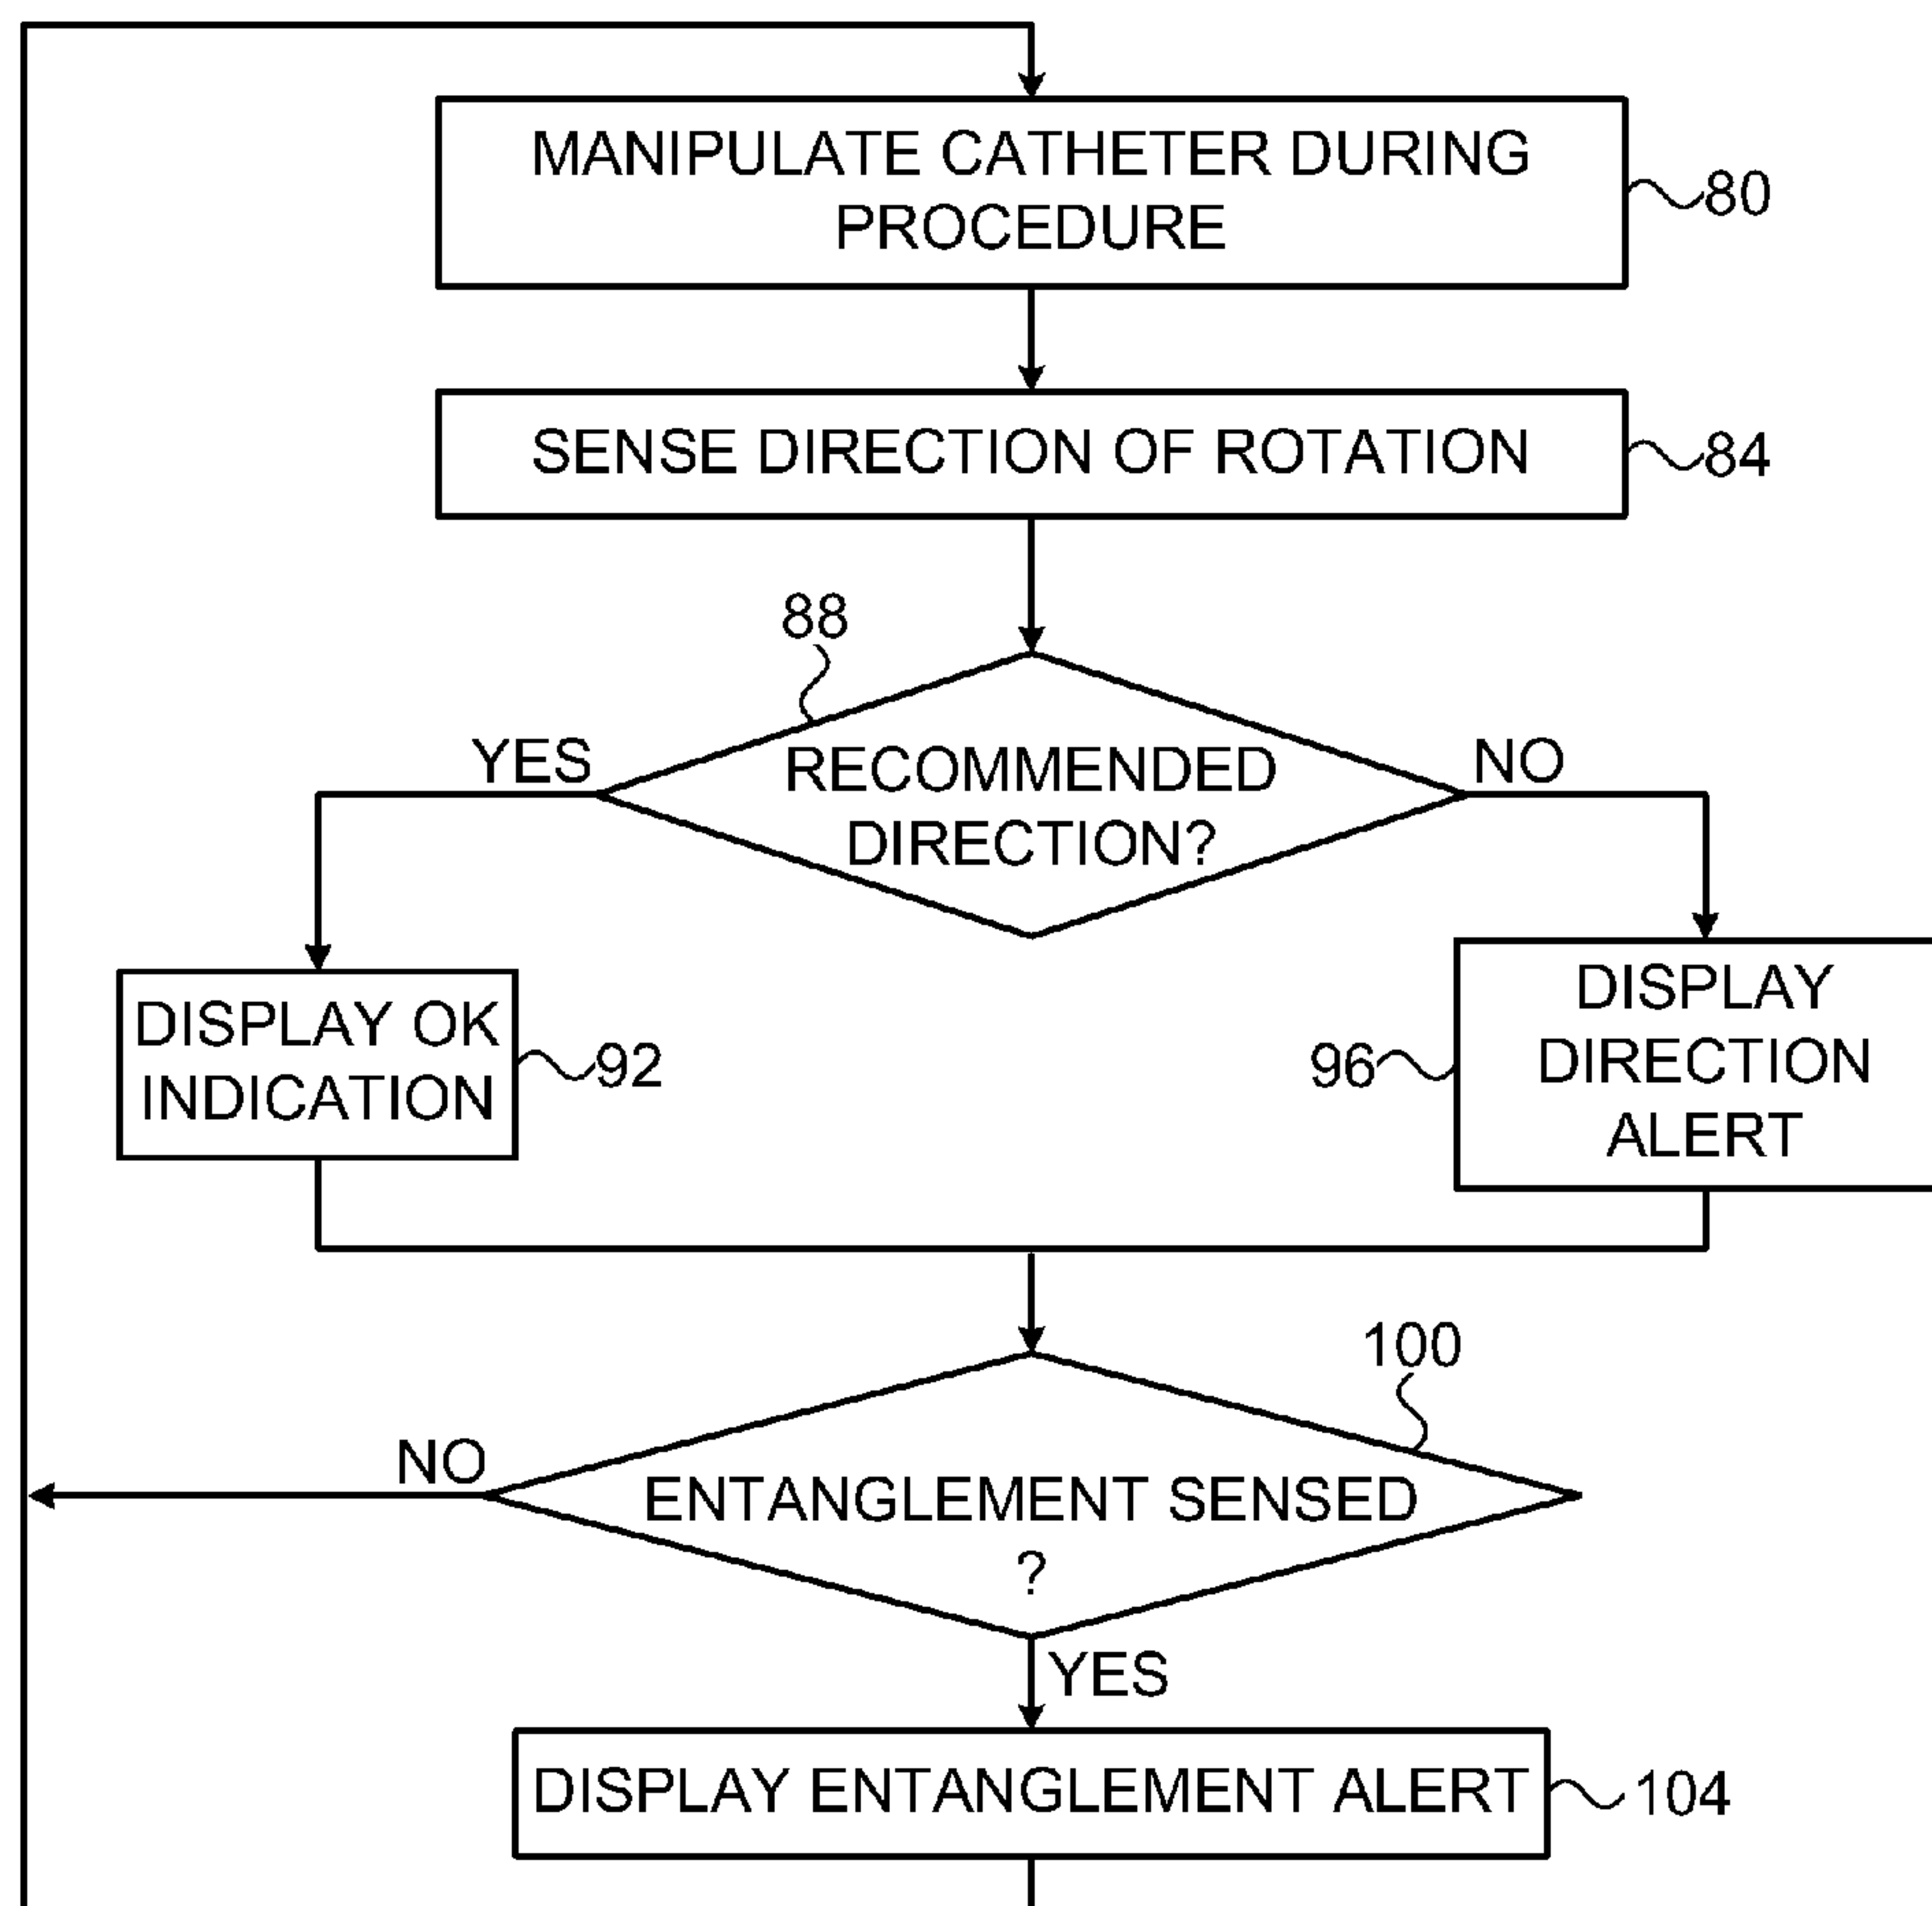 MANIPULATE CATHETER DURING
PROCEDURE
80
SENSE DIRECTION OF ROTATION
84
88
YES
RECOMMENDED
DIRECTION?
NO
DISPLAY OK
INDICATION
92
96
DISPLAY
DIRECTION
ALERT
100
NO
ENTANGLEMENT SENSED
?
YES
DISPLAY ENTANGLEMENT ALERT
104